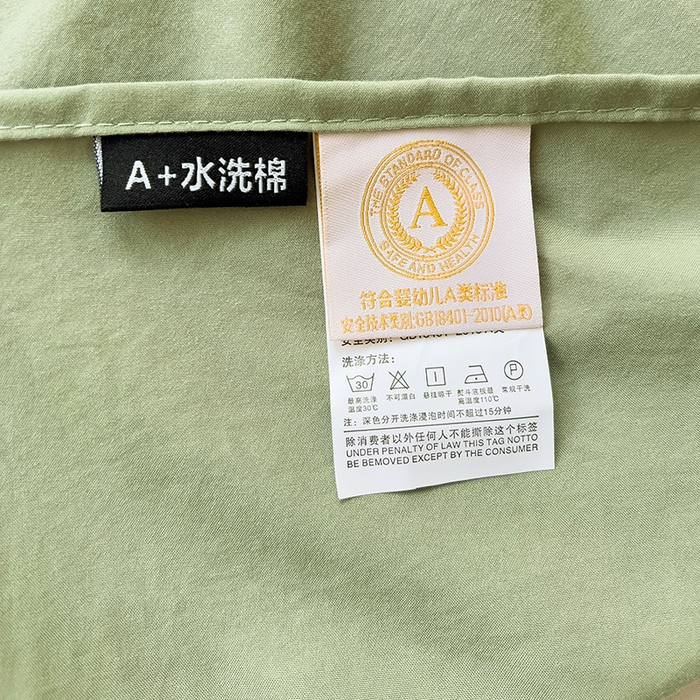 A+水洗棉
THE STANDARD OF CLASS
A
SAFE AND HEALTH
符合婴幼儿A类标准
安全技术类别:GB18401-2010(A类)
洗涤方法:
30
P
最高洗涤 不可漂白 悬挂晾干 熨斗底板最 常规干洗
温度30℃ 高温度110℃
注: 深色分开洗涤浸泡时间不超过15分钟
除消费者以外任何人不能撕除这个标签
UNDER PENALTY OF LAW THIS TAG NOTTO
BE BEMOVED EXCEPT BY THE CONSUMER